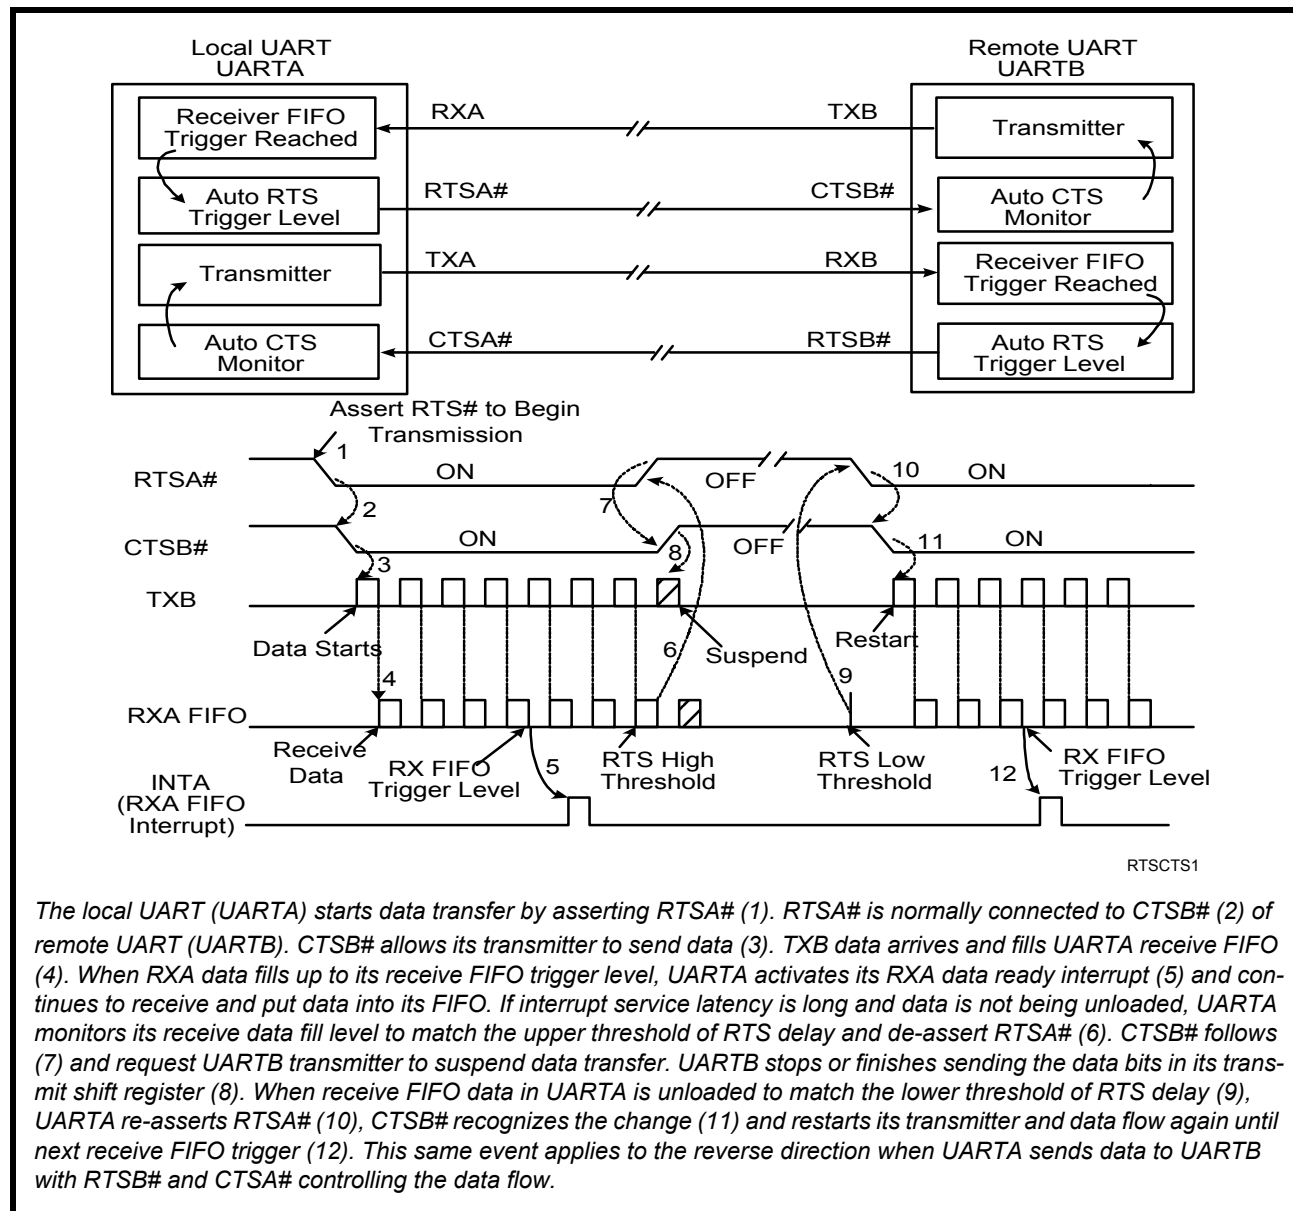 Local UART
UARTA
Remote UART
UARTB
Receiver FIFO
Trigger Reached
RXA
TXB
Transmitter
Auto RTS
Trigger Level
RTSA#
CTSB#
Auto CTS
Monitor
Transmitter
TXA
RXB
Receiver FIFO
Trigger Reached
Auto CTS
Monitor
CTSA#
RTSB#
Auto RTS
Trigger Level
Assert RTS# to Begin
Transmission
1
RTSA#
ON
OFF
10
ON
2
7
CTSB#
ON
8
OFF
11
ON
3
TXB
Data Starts
6
Suspend
Restart
4
9
RXA FIFO
Receive
Data
RX FIFO
Trigger Level
5
RTS High
Threshold
RTS Low
Threshold
12
RX FIFO
Trigger Level
INTA
(RXA FIFO
Interrupt)
RTSCTS1
The local UART (UARTA) starts data transfer by asserting RTSA# (1). RTSA# is normally connected to CTSB# (2) of
remote UART (UARTB). CTSB# allows its transmitter to send data (3). TXB data arrives and fills UARTA receive FIFO
(4). When RXA data fills up to its receive FIFO trigger level, UARTA activates its RXA data ready interrupt (5) and con-
tinues to receive and put data into its FIFO. If interrupt service latency is long and data is not being unloaded, UARTA
monitors its receive data fill level to match the upper threshold of RTS delay and de-assert RTSA# (6). CTSB# follows
(7) and request UARTB transmitter to suspend data transfer. UARTB stops or finishes sending the data bits in its trans-
mit shift register (8). When receive FIFO data in UARTA is unloaded to match the lower threshold of RTS delay (9),
UARTA re-asserts RTSA# (10), CTSB# recognizes the change (11) and restarts its transmitter and data flow again until
next receive FIFO trigger (12). This same event applies to the reverse direction when UARTA sends data to UARTB
with RTSB# and CTSA# controlling the data flow.